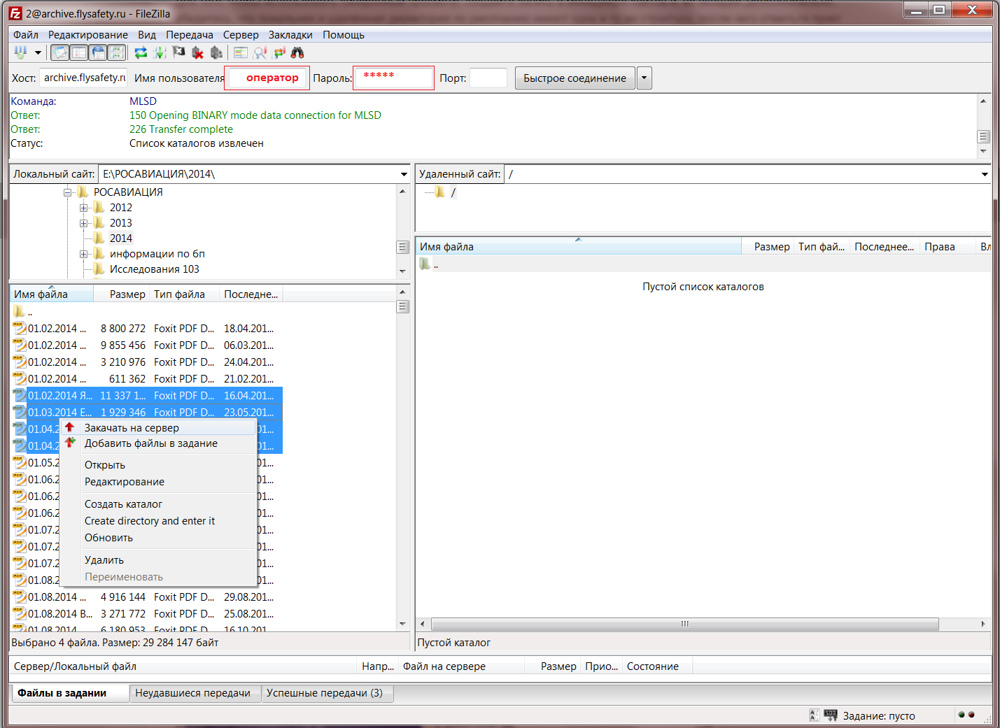 2@archive.flysafety.ru - FileZilla
Файл Редактирование Вид Передача Сервер Закладки Помощь
Хост: archive.flysafety.ru Имя пользователя оператор Пароль: ***** Порт: Быстрое соединение
Команда: MLSD
Ответ: 150 Opening BINARY mode data connection for MLSD
Ответ: 226 Transfer complete
Статус: Список каталогов извлечен
Локальный сайт: E:\РОСАВИАЦИЯ\2014\
РОСАВИАЦИЯ
2012
2013
2014
информации по бп
Исследования 103
Удаленный сайт: /
/
Имя файла Размер Тип файла Последне...
..
01.02.2014 ... 8 800 272 Foxit PDF D... 18.04.201...
01.02.2014 ... 9 855 456 Foxit PDF D... 06.03.201...
01.02.2014 ... 3 210 976 Foxit PDF D... 24.04.201...
01.02.2014 ... 611 362 Foxit PDF D... 21.02.201...
01.02.2014 Я... 11 337 1... Foxit PDF D... 16.04.201...
01.03.2014 Е... 1 929 346 Foxit PDF D... 23.05.201...
01.04.2 01...
01.04.2 01...
01.05.2 01...
01.06.2 01...
01.06.2 01...
01.06.2 01...
01.07.2 01...
01.07.2 01...
01.07.2 01...
01.08.2 01...
01.08.2014 ... 4 916 144 Foxit PDF D... 29.08.201...
01.08.2014 В... 3 271 772 Foxit PDF D... 25.08.201...
01.08.2014 6 180 953 Foxit PDF D... 16.10.201...
Закачать на сервер
Добавить файлы в задание
Открыть
Редактирование
Создать каталог
Create directory and enter it
Обновить
Удалить
Переименовать
Выбрано 4 файла. Размер: 29 284 147 байт
Имя файла Размер Тип фай... Последнее... Права Вл
..
Пустой список каталогов
Пустой каталог
Сервер/Локальный файл Напр... Файл на сервере Размер Прио... Состояние
Файлы в задании Неудавшиеся передачи Успешные передачи (3)
Задание: пусто